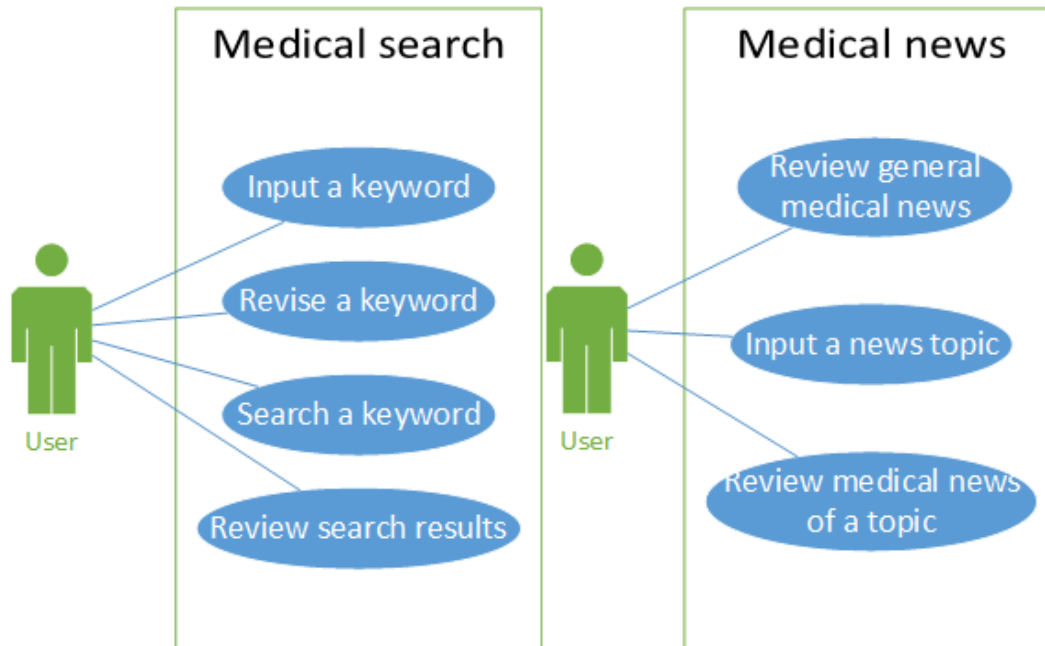 Medical search
Input a keyword
Revise a keyword
Search a keyword
Review search results
User
Medical news
Review general
medical news
Input a news topic
Review medical news
of a topic
User